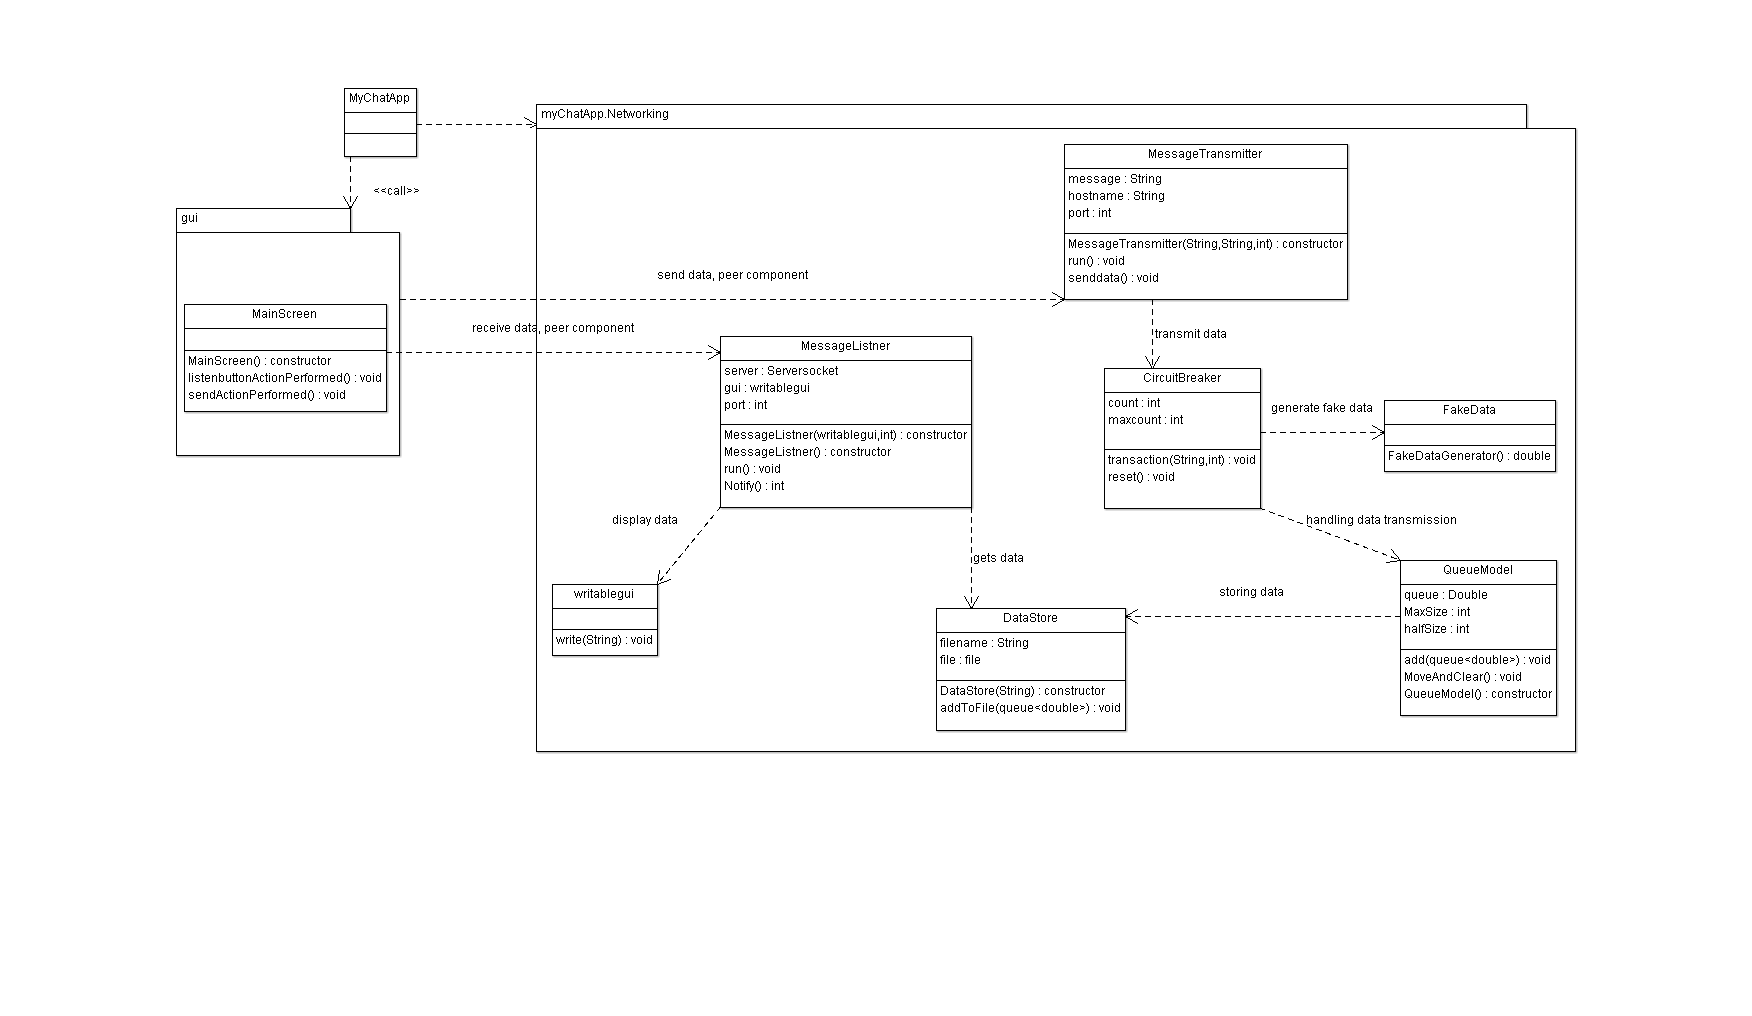 MyChatApp
<<call>>
gui
MainScreen
MainScreen() : constructor
listenbuttonActionPerformed() : void
sendActionPerformed() : void
myChatApp.Networking
send data, peer component
receive data, peer component
MessageTransmitter
message : String
hostname : String
port : int
MessageTransmitter(String,String,int) : constructor
run() : void
senddata() : void
transmit data
MessageListner
server : Serversocket
gui : writablegui
port : int
MessageListner(writablegui,int) : constructor
MessageListner() : constructor
run() : void
Notify() : int
CircuitBreaker
count : int
maxcount : int
transaction(String,int) : void
reset() : void
generate fake data
FakeData
FakeDataGenerator() : double
display data
gets data
handling data transmission
writablegui
write(String) : void
storing data
DataStore
filename : String
file : file
DataStore(String) : constructor
addToFile(queue<double>) : void
QueueModel
queue : Double
MaxSize : int
halfSize : int
add(queue<double>) : void
MoveAndClear() : void
QueueModel() : constructor